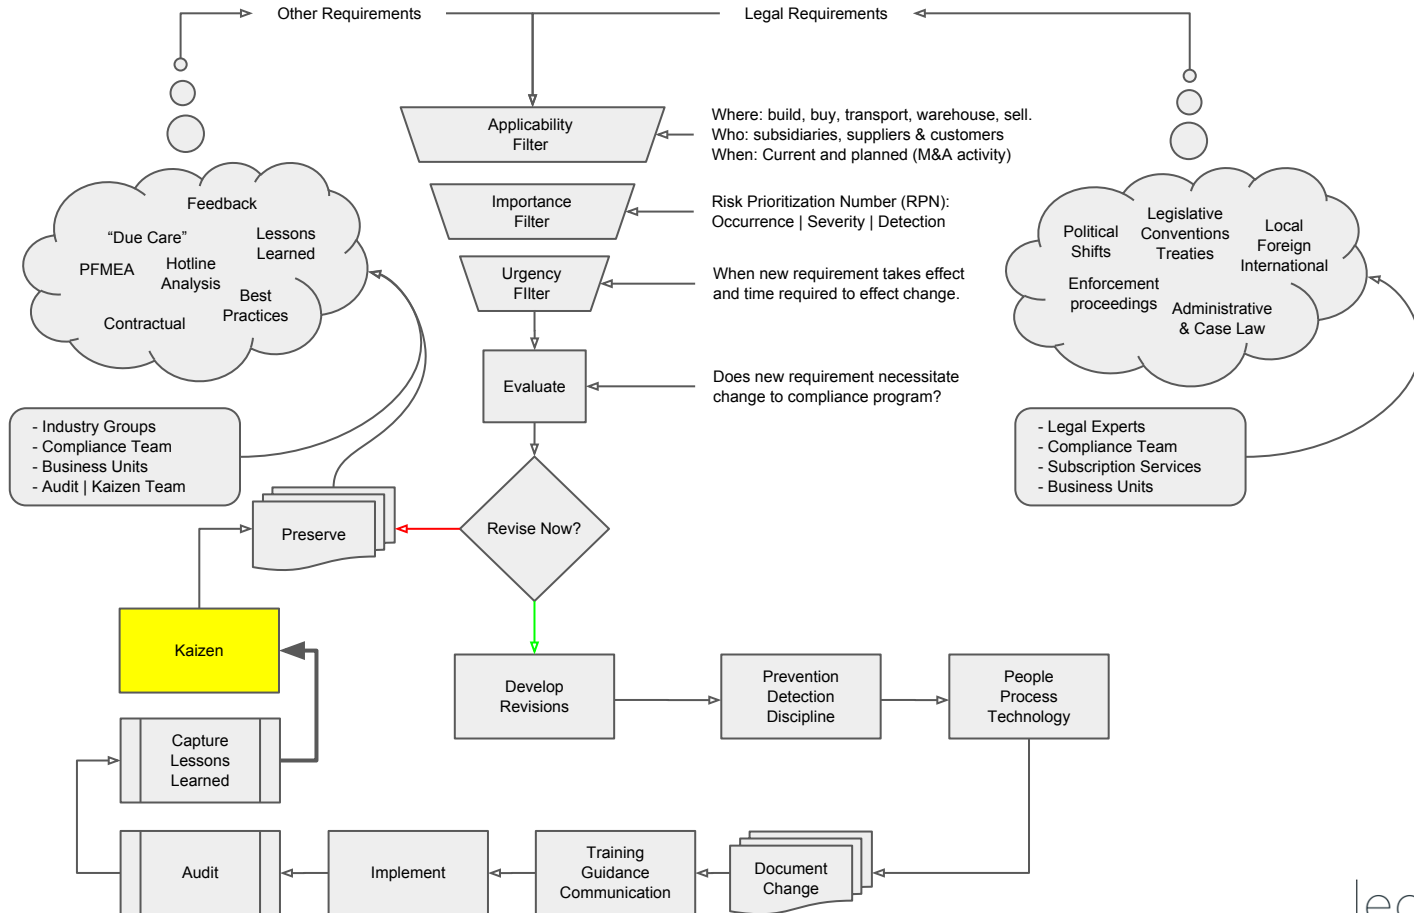 Other Requirements
Legal Requirements
Applicability
Filter
Where: build, buy, transport, warehouse, sell.
Who: subsidiaries, suppliers & customers
When: Current and planned (M&A activity)
Feedback
“Due Care”
Lessons
Learned
PFMEA
Hotline
Analysis
Best
Practices
Contractual
Importance
Filter
Risk Prioritization Number (RPN):
Occurrence | Severity | Detection
Political
Shifts
Legislative
Conventions
Treaties
Local
Foreign
International
Enforcement
proceedings
Administrative
& Case Law
Urgency
FIlter
When new requirement takes effect
and time required to effect change.
Evaluate
Does new requirement necessitate
change to compliance program?
- Industry Groups
- Compliance Team
- Business Units
- Audit | Kaizen Team
- Legal Experts
- Compliance Team
- Subscription Services
- Business Units
Preserve
Revise Now?
Kaizen
Develop
Revisions
Prevention
Detection
Discipline
People
Process
Technology
Capture
Lessons
Learned
Audit
Implement
Training
Guidance
Communication
Document
Change